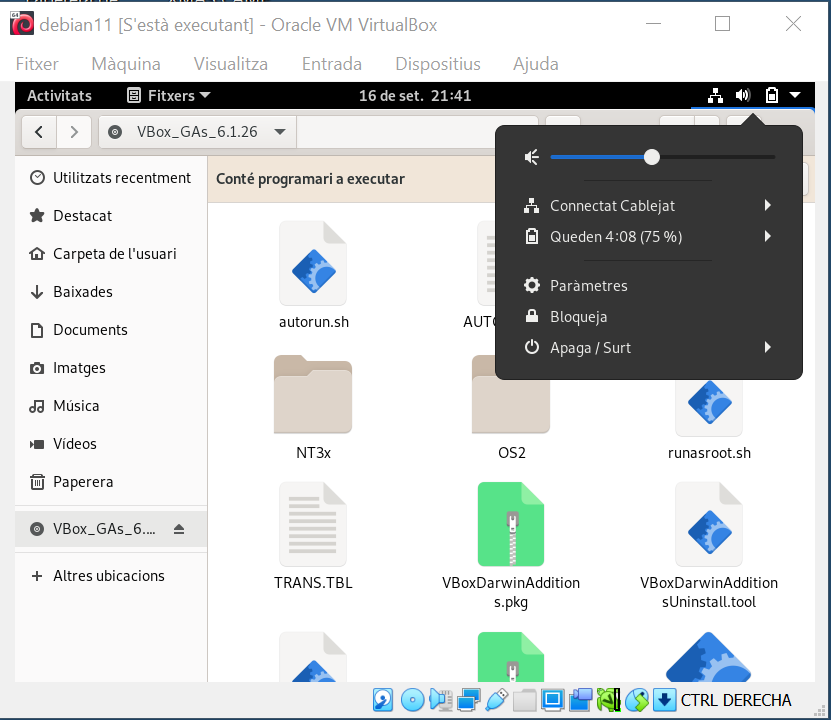 debian11 [S'està executant] - Oracle VM VirtualBox
Fitxer Màquina Visualitza Entrada Dispositius Ajuda
Activitats Fitxers 16 de set. 21:41
VBox_GAs_6.1.26
Utilitzats recentment
Destacat
Carpeta de l'usuari
Baixades
Documents
Imatges
Música
Vídeos
Paperera
VBox_GAs_6....
Altres ubicacions
Conté programari a executar
Connectat Cablejat
Queden 4:08 (75 %)
Paràmetres
Bloqueja
Apaga / Surt
autorun.sh
NT3x
OS2
runasroot.sh
TRANS.TBL
VBoxDarwinAddition
s.pkg
VBoxDarwinAddition
sUninstall.tool
CTRL DERECHA